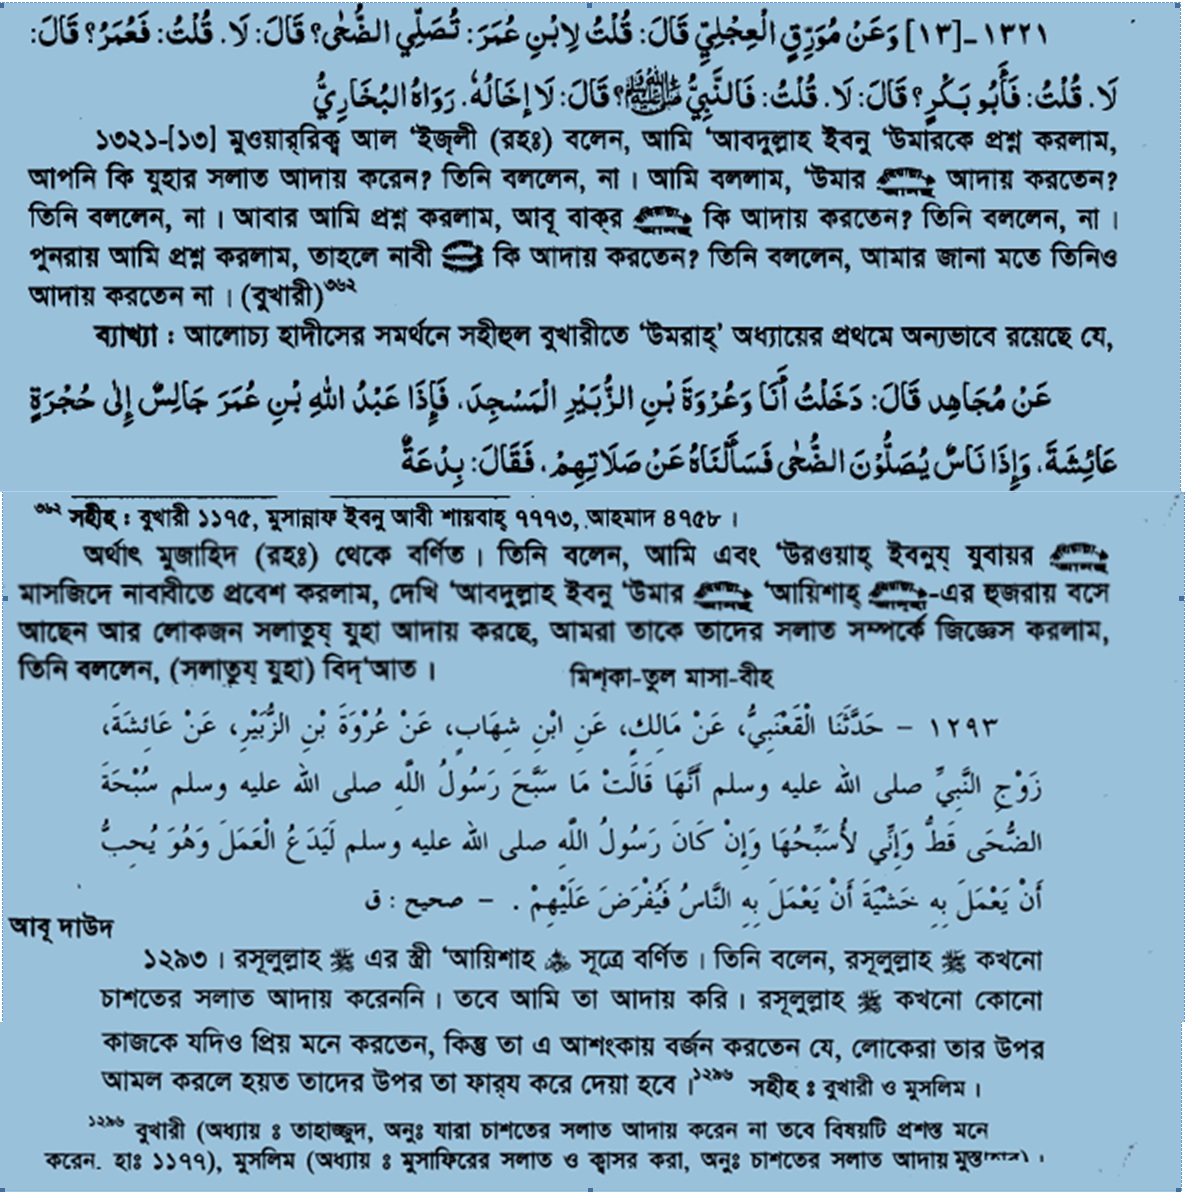 ١٣٢١-[١٣] وَعَنْ مُوَرِّقٍ الْعِجْلِيِّ قَالَ: قُلْتُ لِابْنِ عُمَرَ: تُصَلِّي الضُّحٰى؟ قَالَ: لَا. قُلْتُ: فَعُمَرُ؟ قَالَ:
لَا. قُلْتُ: فَأَبُو بَكْرٍ؟ قَالَ: لَا. قُلْتُ: فَالنَّبِيُّ ﷺ؟ قَالَ: لَا إِخَالُهٗ. رَوَاهُ الْبُخَارِيُّ
১৩২১-[১৩] মুওয়াররিক্ব আল 'ইজ্‌লী (রহঃ) বলেন, আমি 'আবদুল্লাহ ইবনু 'উমারকে প্রশ্ন করলাম,
আপনি কি যুহার সলাত আদায় করেন? তিনি বললেন, না। আমি বললাম, 'উমার আদায় করতেন?
তিনি বললেন, না। আবার আমি প্রশ্ন করলাম, আবূ বাক্‌র কি আদায় করতেন? তিনি বললেন, না।
পুনরায় আমি প্রশ্ন করলাম, তাহলে নাবী কি আদায় করতেন? তিনি বললেন, আমার জানা মতে তিনিও
আদায় করতেন না। (বুখারী)৩৬২
ব্যাখ্যা : আলোচ্য হাদীসের সমর্থনে সহীহুল বুখারীতে 'উমরাহ্‌' অধ্যায়ের প্রথমে অন্যভাবে রয়েছে যে,
عَنْ مُجَاهِد قَالَ: دَخَلْتُ أَنَا وَعُرْوَةَ بْنِ الزُّبَيْرِ الْمَسْجِدَ، فَإِذَا عَبْدُ اللهِ بْنِ عُمَرَ جَالِسٌ إِلٰى حُجْرَةٍ
عَائِشَةَ، وَإِذَا نَاسٌ يُصَلُّوْنَ الضُّحٰى فَسَأَلْنَاهُ عَنْ صَلَاتِهِمْ، فَقَالَ: بِدْعَةٌ
৩৬২ সহীহ : বুখারী ১১৭৫, মুসান্নাফ ইবনু আবী শায়বাহ্‌ ৭৭৭৩, আহমাদ ৪৭৫৮।
অর্থাৎ মুজাহিদ (রহঃ) থেকে বর্ণিত। তিনি বলেন, আমি এবং 'উরওয়াহ্‌ ইবনুয্‌ যুবায়র
মাসজিদে নাবাবীতে প্রবেশ করলাম, দেখি 'আবদুল্লাহ ইবনু 'উমার 'আয়িশাহ্‌ -এর হুজরায় বসে
আছেন আর লোকজন সলাতুয্‌ যুহা আদায় করছে, আমরা তাকে তাদের সলাত সম্পর্কে জিজ্ঞেস করলাম,
তিনি বললেন, (সলাতুয্‌ যুহা) বিদ্‌'আত।
মিশ্‌কা-তুল মাসা-বীহ
١٢٩٣ - حَدَّثَنَا الْقَعْنَبِيُّ، عَنْ مَالِكٍ، عَنِ ابْنِ شِهَابٍ، عَنْ عُرْوَةَ بْنِ الزُّبَيْرِ، عَنْ عَائِشَةَ،
زَوْجِ النَّبِيِّ صلى الله عليه وسلم أَنَّهَا قَالَتْ مَا سَبَّحَ رَسُولُ اللَّهِ صلى الله عليه وسلم سُبْحَةَ
الضُّحَى قَطُّ وَإِنِّي لأُسَبِّحُهَا وَإِنْ كَانَ رَسُولُ اللَّهِ صلى الله عليه وسلم لَيَدَعُ الْعَمَلَ وَهُوَ يُحِبُّ
أَنْ يَعْمَلَ بِهِ خَشْيَةَ أَنْ يَعْمَلَ بِهِ النَّاسُ فَيُفْرَضَ عَلَيْهِمْ . - صحيح : ق
আবূ দাউদ
১২৯৩। রসূলুল্লাহ ﷺ এর স্ত্রী 'আয়িশাহ সূত্রে বর্ণিত। তিনি বলেন, রসূলুল্লাহ ﷺ কখনো
চাশতের সলাত আদায় করেননি। তবে আমি তা আদায় করি। রসূলুল্লাহ ﷺ কখনো কোনো
কাজকে যদিও প্রিয় মনে করতেন, কিন্তু তা এ আশংকায় বর্জন করতেন যে, লোকেরা তার উপর
আমল করলে হয়ত তাদের উপর তা ফার্‌য করে দেয়া হবে।১২৯৬ সহীহ ঃ বুখারী ও মুসলিম।
১২৯৬ বুখারী (অধ্যায় ঃ তাহাজ্জুদ, অনুঃ যারা চাশতের সলাত আদায় করেন না তবে বিষয়টি প্রশস্ত মনে
করেন, হাঃ ১১৭৭), মুসলিম (অধ্যায় ঃ মুসাফিরের সলাত ও ক্বাসর করা, অনুঃ চাশতের সলাত আদায়